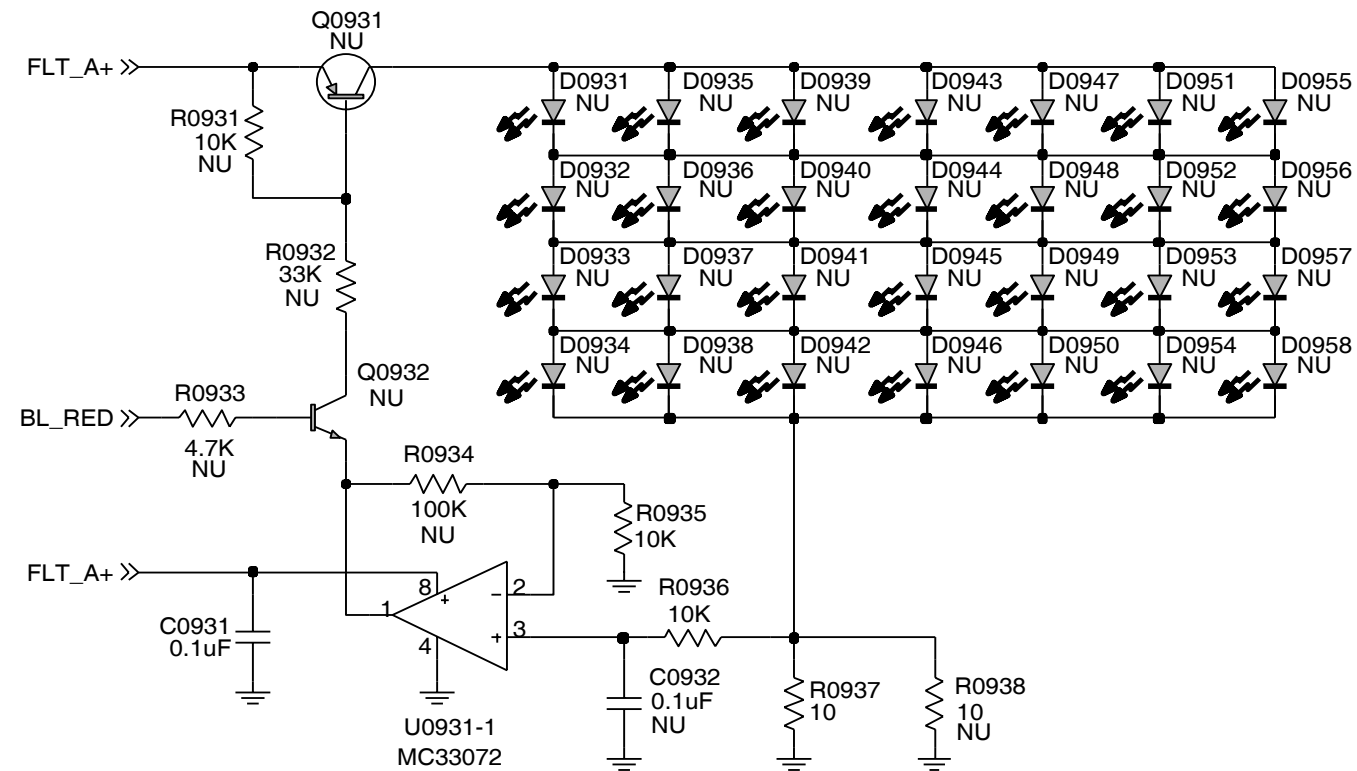 Q0931
NU
FLT_A+
R0931
10K
NU
D0931
NU
D0935
NU
D0939
NU
D0943
NU
D0947
NU
D0951
NU
D0955
NU
D0932
NU
D0936
NU
D0940
NU
D0944
NU
D0948
NU
D0952
NU
D0956
NU
R0932
33K
NU
D0933
NU
D0937
NU
D0941
NU
D0945
NU
D0949
NU
D0953
NU
D0957
NU
D0934
NU
D0938
NU
D0942
NU
D0946
NU
D0950
NU
D0954
NU
D0958
NU
Q0932
NU
R0933
BL_RED
4.7K
NU
R0934
100K
NU
R0935
10K
FLT_A+
8
+
2
−
1
3
+
4
R0936
10K
C0931
0.1uF
C0932
0.1uF
NU
R0937
10
R0938
10
NU
U0931-1
MC33072